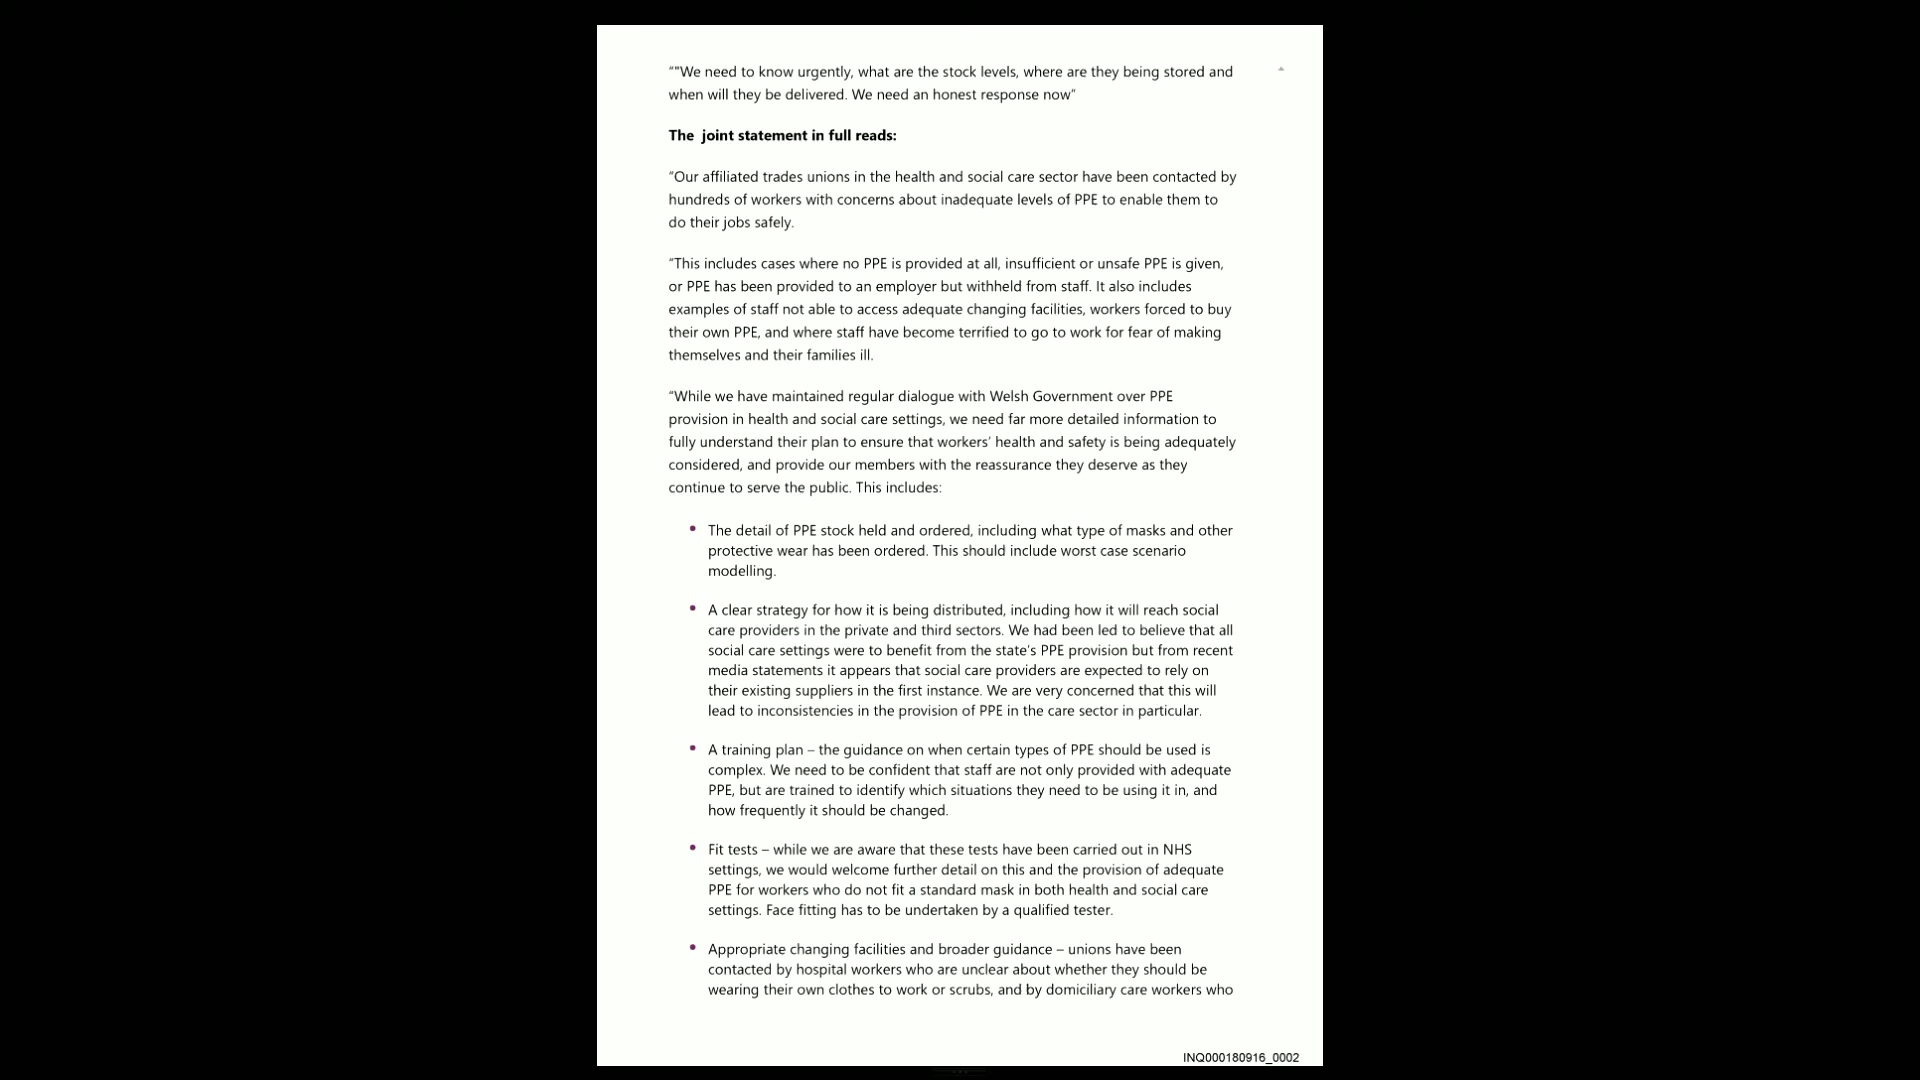 “"We need to know urgently, what are the stock levels, where are they being stored and
when will they be delivered. We need an honest response now”
The  joint statement in full reads:
“Our affiliated trades unions in the health and social care sector have been contacted by
hundreds of workers with concerns about inadequate levels of PPE to enable them to
do their jobs safely.
“This includes cases where no PPE is provided at all, insufficient or unsafe PPE is given,
or PPE has been provided to an employer but withheld from staff. It also includes
examples of staff not able to access adequate changing facilities, workers forced to buy
their own PPE, and where staff have become terrified to go to work for fear of making
themselves and their families ill.
“While we have maintained regular dialogue with Welsh Government over PPE
provision in health and social care settings, we need far more detailed information to
fully understand their plan to ensure that workers’ health and safety is being adequately
considered, and provide our members with the reassurance they deserve as they
continue to serve the public. This includes:
• The detail of PPE stock held and ordered, including what type of masks and other
protective wear has been ordered. This should include worst case scenario
modelling.
• A clear strategy for how it is being distributed, including how it will reach social
care providers in the private and third sectors. We had been led to believe that all
social care settings were to benefit from the state’s PPE provision but from recent
media statements it appears that social care providers are expected to rely on
their existing suppliers in the first instance. We are very concerned that this will
lead to inconsistencies in the provision of PPE in the care sector in particular.
• A training plan – the guidance on when certain types of PPE should be used is
complex. We need to be confident that staff are not only provided with adequate
PPE, but are trained to identify which situations they need to be using it in, and
how frequently it should be changed.
• Fit tests – while we are aware that these tests have been carried out in NHS
settings, we would welcome further detail on this and the provision of adequate
PPE for workers who do not fit a standard mask in both health and social care
settings. Face fitting has to be undertaken by a qualified tester.
• Appropriate changing facilities and broader guidance – unions have been
contacted by hospital workers who are unclear about whether they should be
wearing their own clothes to work or scrubs, and by domiciliary care workers who
INQ000180916_0002